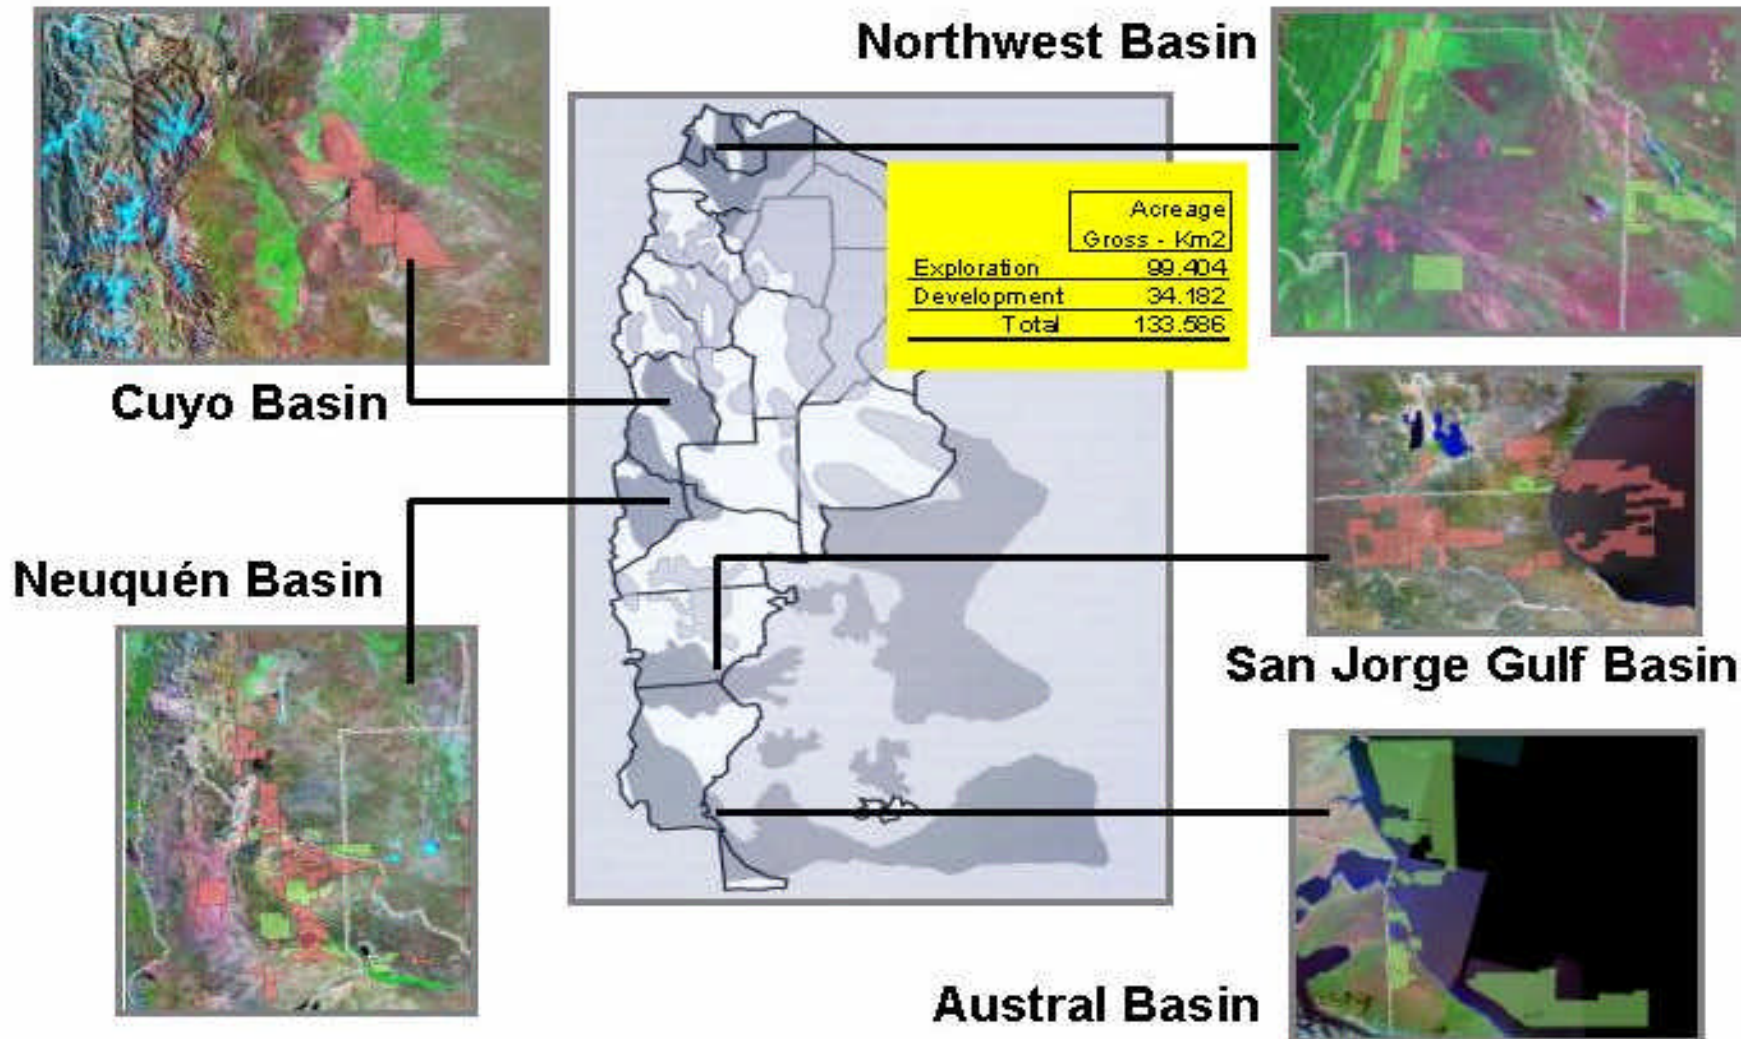 Northwest Basin
Acreage
Gross - Km2
Exploration 99.404
Development 34.182
Total 133.586
Cuyo Basin
Neuquén Basin
San Jorge Gulf Basin
Austral Basin